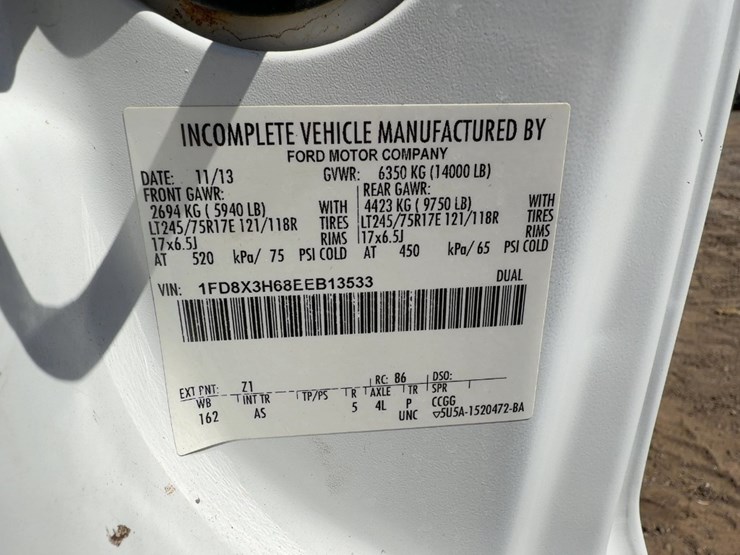 INCOMPLETE VEHICLE MANUFACTURED BY
FORD MOTOR COMPANY
DATE: 11/13 GVWR: 6350 KG (14000 LB)
FRONT GAWR: REAR GAWR:
2694 KG ( 5940 LB) WITH 4423 KG ( 9750 LB) WITH
LT245/75R17E 121/118R TIRES LT245/75R17E 121/118R TIRES
17x6.5J RIMS 17x6.5J RIMS
AT 520 kPa/ 75 PSI COLD AT 450 kPa/ 65 PSI COLD
VIN: 1FD8X3H68EEB13533 DUAL
EXT PNT: Z1 RC: 86 DSO:
WB INT TR TP/PS R AXLE TR SPR
162 AS 5 4L P CCGG
UNC ▽5U5A-1520472-BA